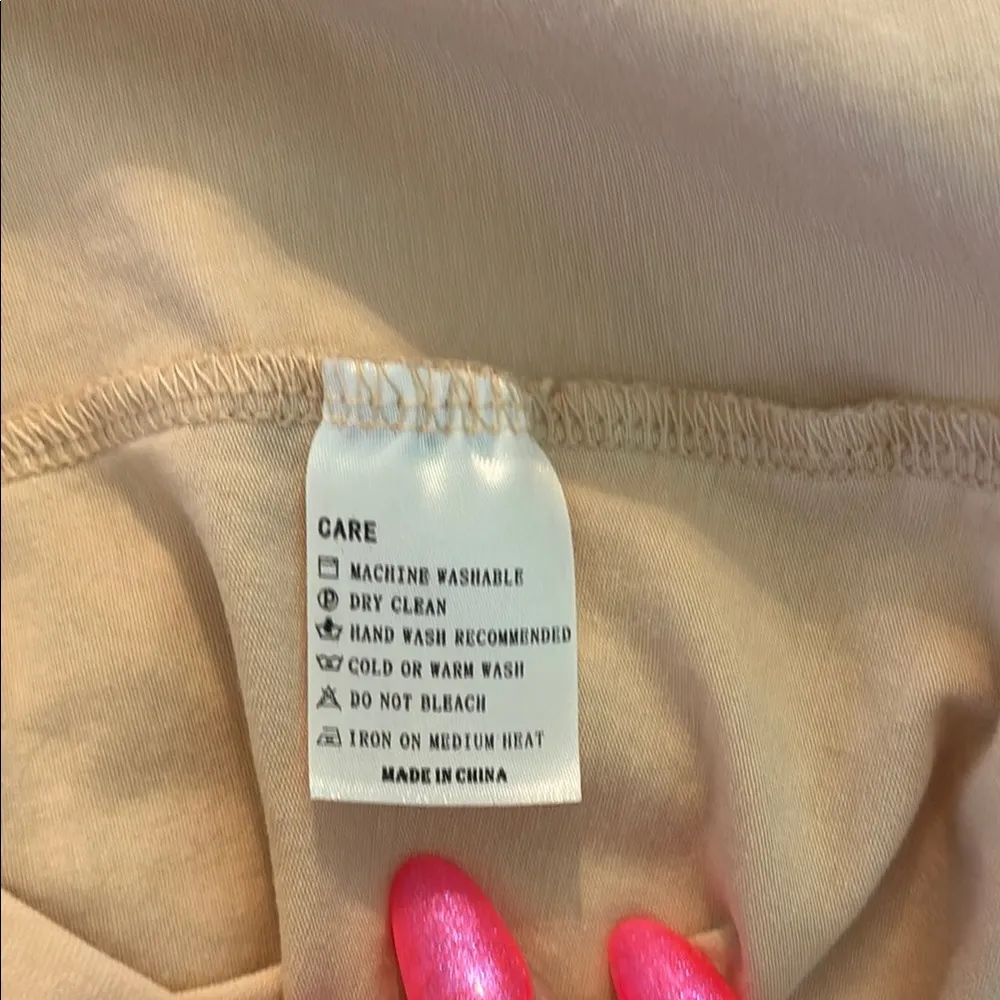 CARE
MACHINE WASHABLE
P DRY CLEAN
HAND WASH RECOMMENDED
COLD OR WARM WASH
DO NOT BLEACH
IRON ON MEDIUM HEAT
MADE IN CHINA